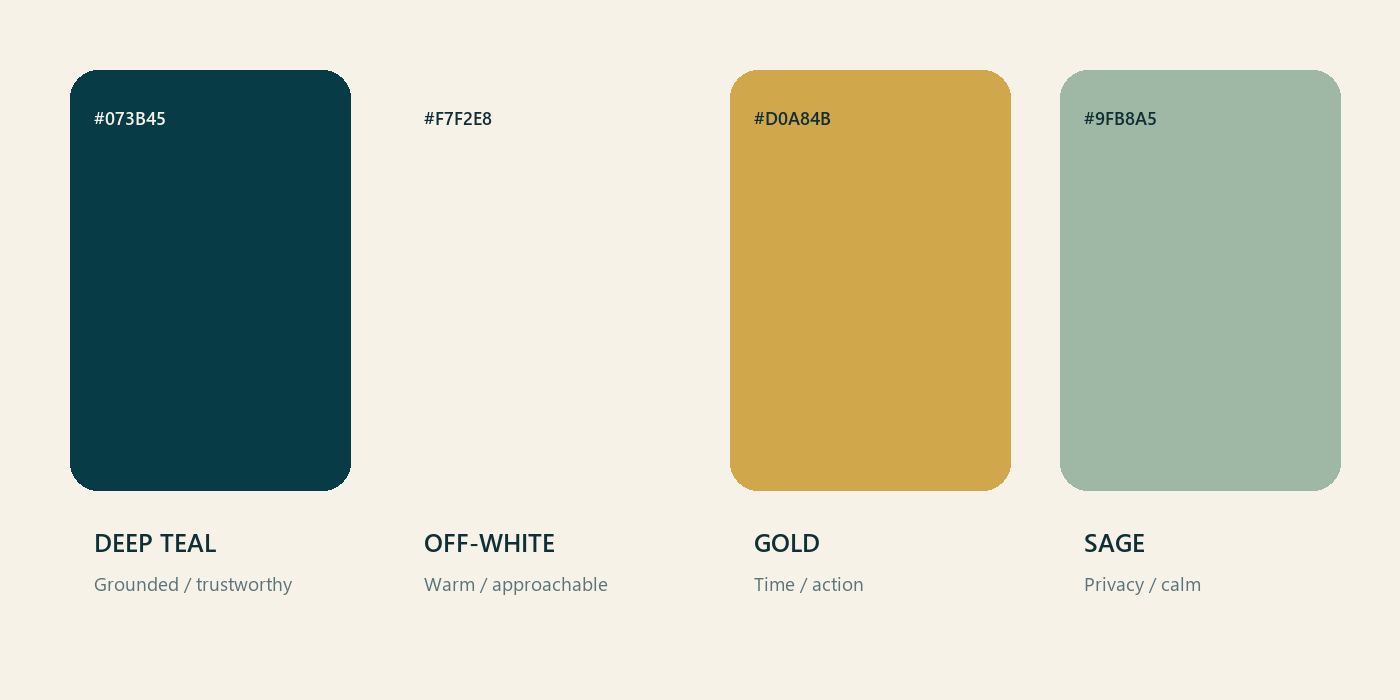 #073B45
#F7F2E8
#D0A84B
#9FB8A5
DEEP TEAL
OFF-WHITE
GOLD
SAGE
Grounded / trustworthy
Warm / approachable
Time / action
Privacy / calm